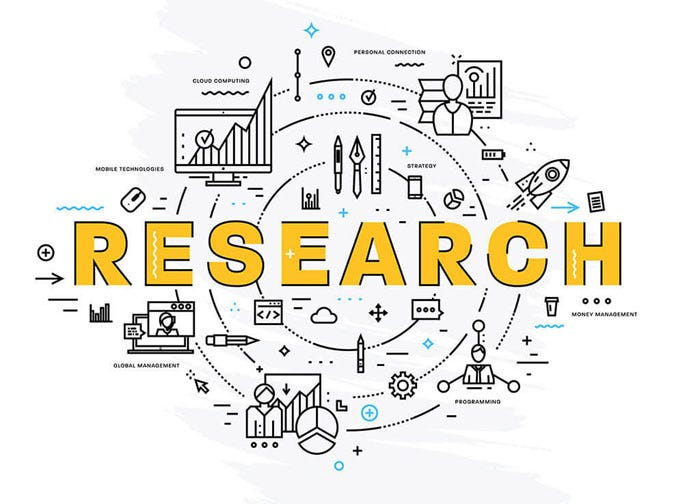 PERSONAL CONNECTION
CLOUD COMPUTING
MOBILE TECHNOLOGIES
STRATEGY
RESEARCH
</>
MONEY MANAGEMENT
GLOBAL MANAGEMENT
PROGRAMMING